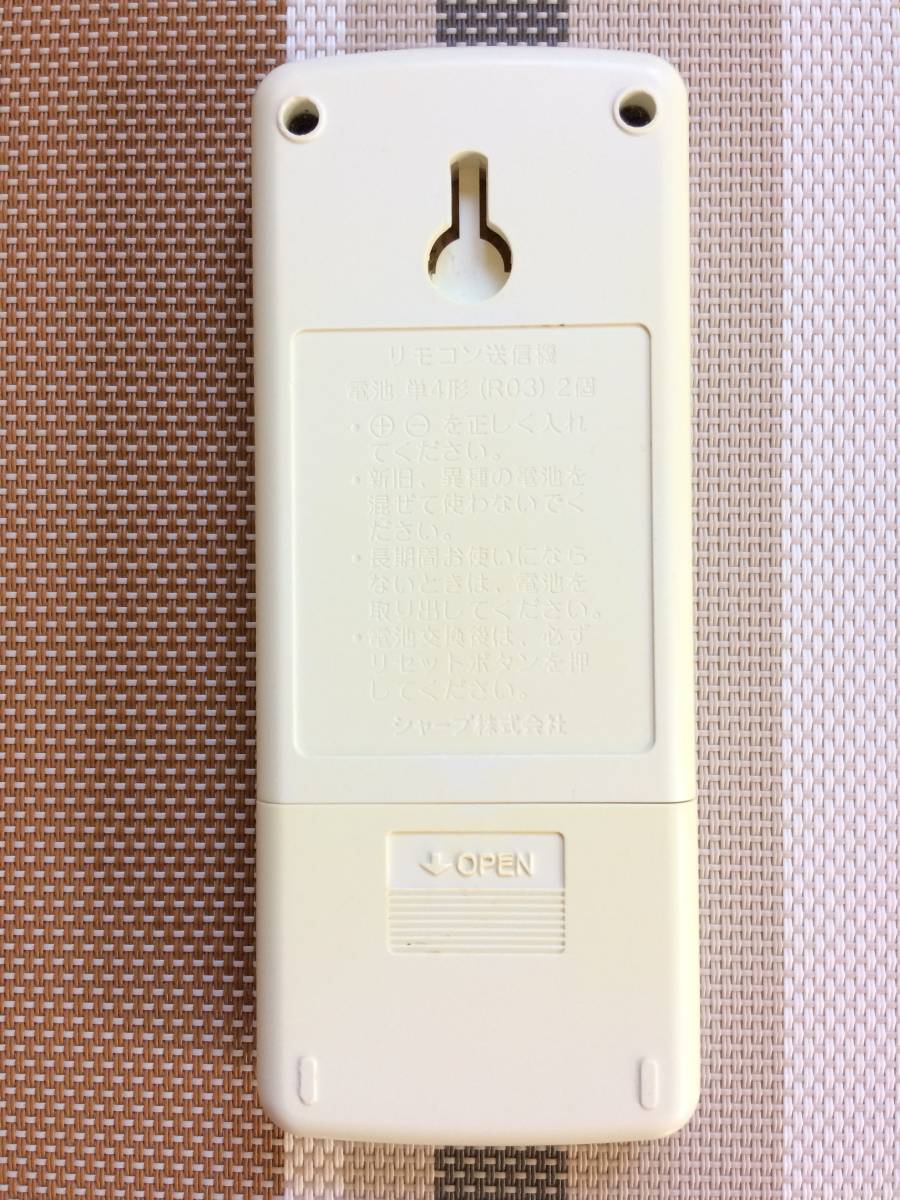 リモコン送信機
電池 単4形 (R03) 2個
・⊕⊖を正しく入れ
てください。
・新旧、異種の電池を
混ぜて使わないでく
ださい。
・長期間お使いになら
ないときは、電池を
取り出してください。
・電池交換後は、必ず
リセットボタンを押
してください。
シャープ株式会社
OPEN